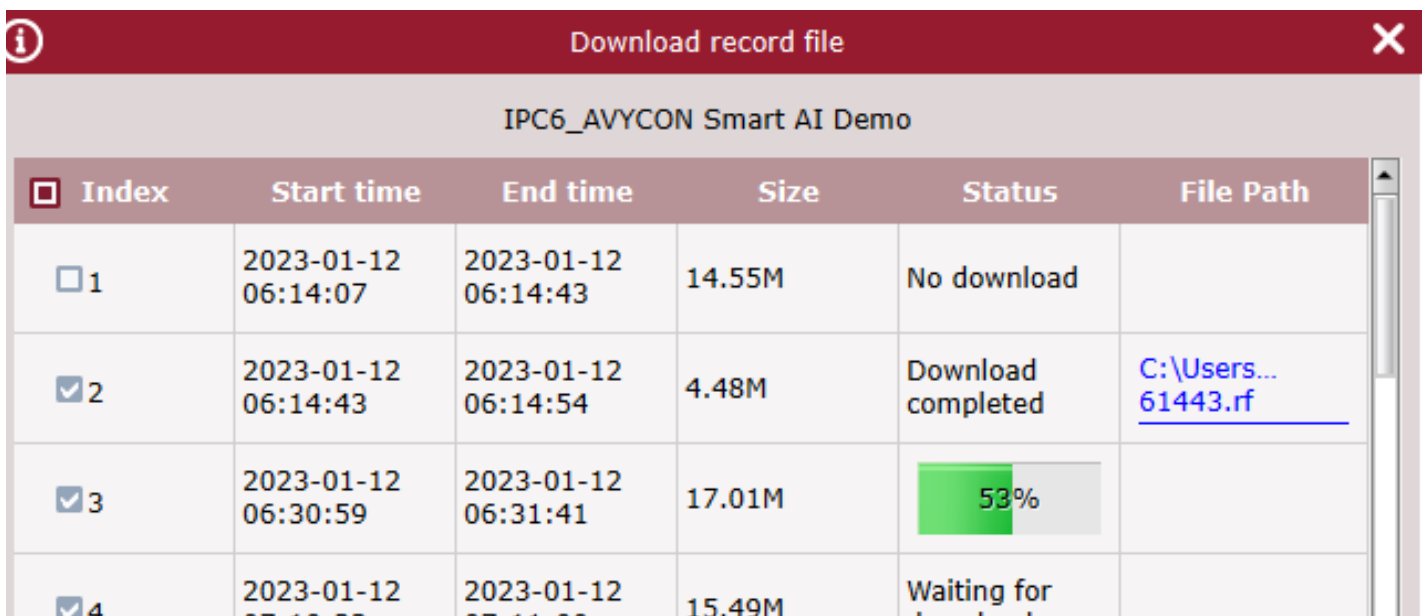 Download record file
IPC6_AVYCON Smart AI Demo
Index Start time End time Size Status File Path
1 2023-01-12 06:14:07 2023-01-12 06:14:43 14.55M No download
2 2023-01-12 06:14:43 2023-01-12 06:14:54 4.48M Download completed C:\Users... 61443.rf
3 2023-01-12 06:30:59 2023-01-12 06:31:41 17.01M 53%
4 2023-01-12 2023-01-12 15.49M Waiting for